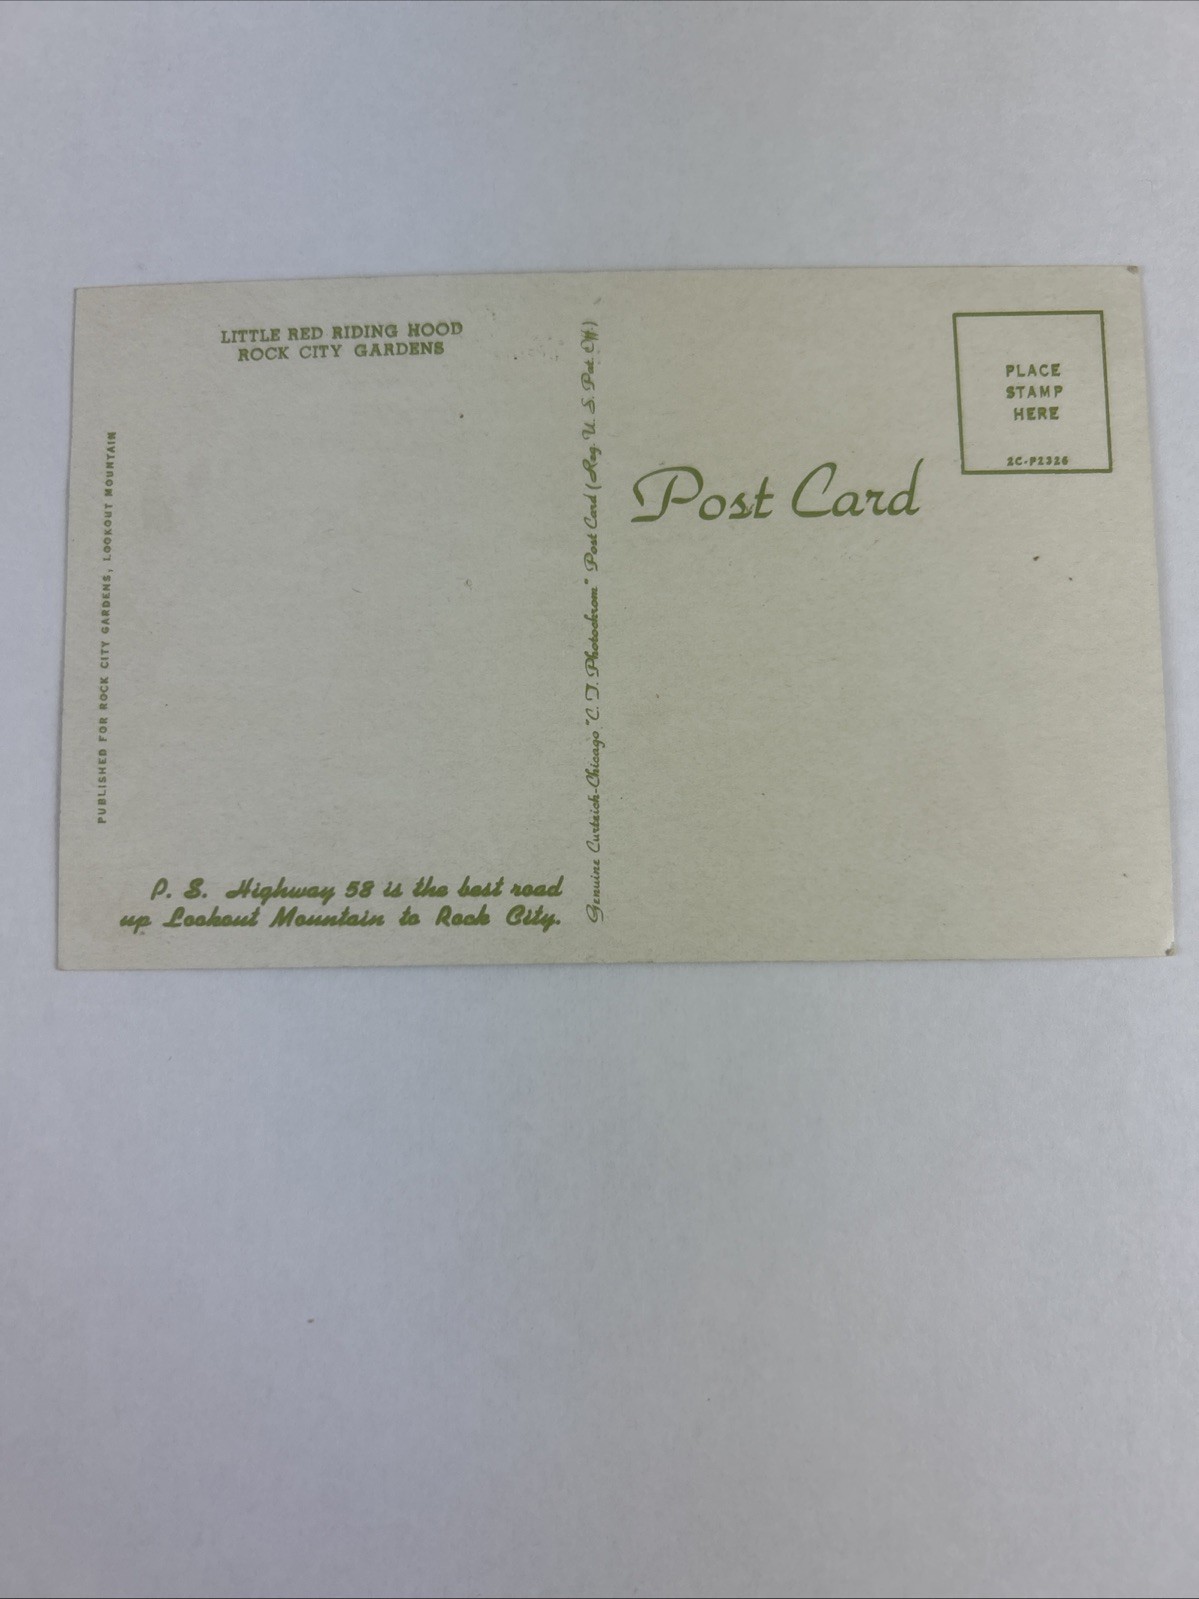 LITTLE RED RIDING HOOD
ROCK CITY GARDENS
PUBLISHED FOR ROCK CITY GARDENS, LOOKOUT MOUNTAIN
P. S. Highway 58 is the best road
up Lookout Mountain to Rock City.
Genuine Curteich-Chicago "C. T. Photochrom" Post Card (Reg. U. S. Pat. Off.)
Post Card
PLACE
STAMP
HERE
2C-P2326